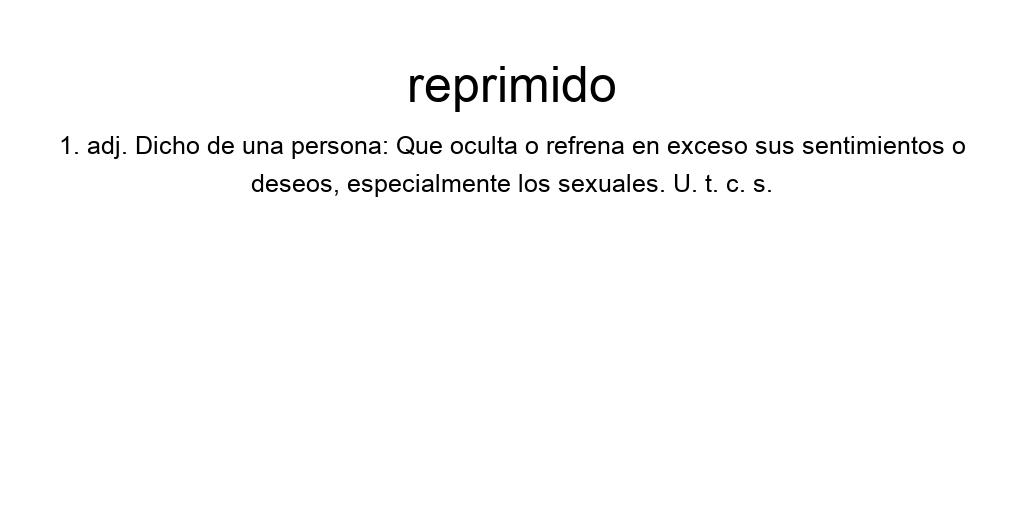 reprimido
1. adj. Dicho de una persona: Que oculta o refrena en exceso sus sentimientos o
deseos, especialmente los sexuales. U. t. c. s.